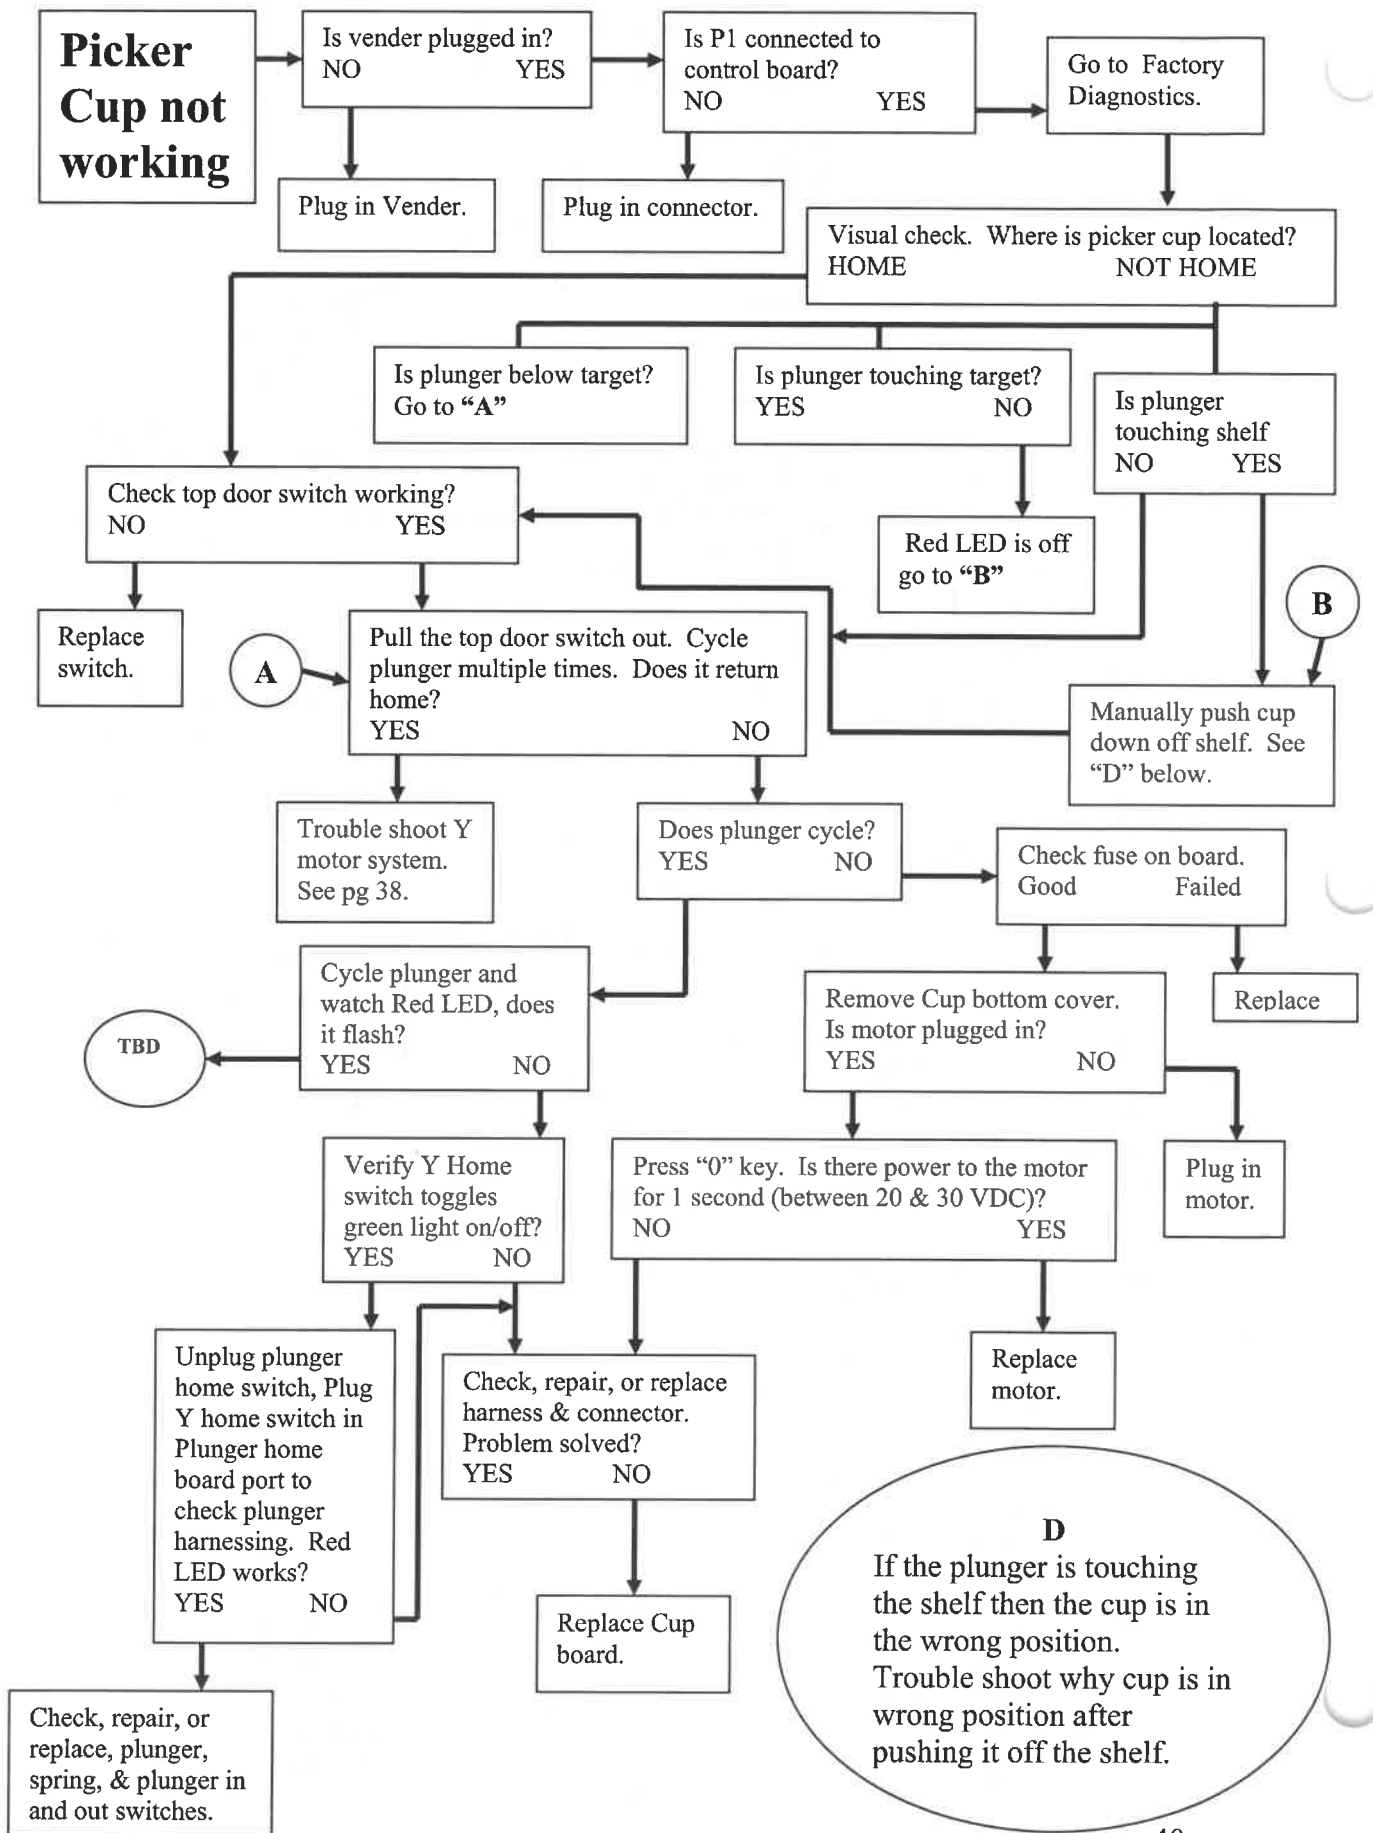 Picker
Cup not
working
Is vender plugged in?
NO YES
Is P1 connected to
control board?
NO YES
Go to Factory
Diagnostics.
Plug in Vender.
Plug in connector.
Visual check. Where is picker cup located?
HOME NOT HOME
Is plunger below target?
Go to “A”
Is plunger touching target?
YES NO
Is plunger
touching shelf
NO YES
Check top door switch working?
NO YES
Red LED is off
go to “B”
B
Replace
switch.
A
Pull the top door switch out. Cycle
plunger multiple times. Does it return
home?
YES NO
Manually push cup
down off shelf. See
“D” below.
Trouble shoot Y
motor system.
See pg 38.
Does plunger cycle?
YES NO
Check fuse on board.
Good Failed
Cycle plunger and
watch Red LED, does
it flash?
YES NO
TBD
Remove Cup bottom cover.
Is motor plugged in?
YES NO
Replace
Verify Y Home
switch toggles
green light on/off?
YES NO
Press “0” key. Is there power to the motor
for 1 second (between 20 & 30 VDC)?
NO YES
Plug in
motor.
Unplug plunger
home switch, Plug
Y home switch in
Plunger home
board port to
check plunger
harnessing. Red
LED works?
YES NO
Check, repair, or replace
harness & connector.
Problem solved?
YES NO
Replace
motor.
Replace Cup
board.
D
If the plunger is touching
the shelf then the cup is in
the wrong position.
Trouble shoot why cup is in
wrong position after
pushing it off the shelf.
Check, repair, or
replace, plunger,
spring, & plunger in
and out switches.